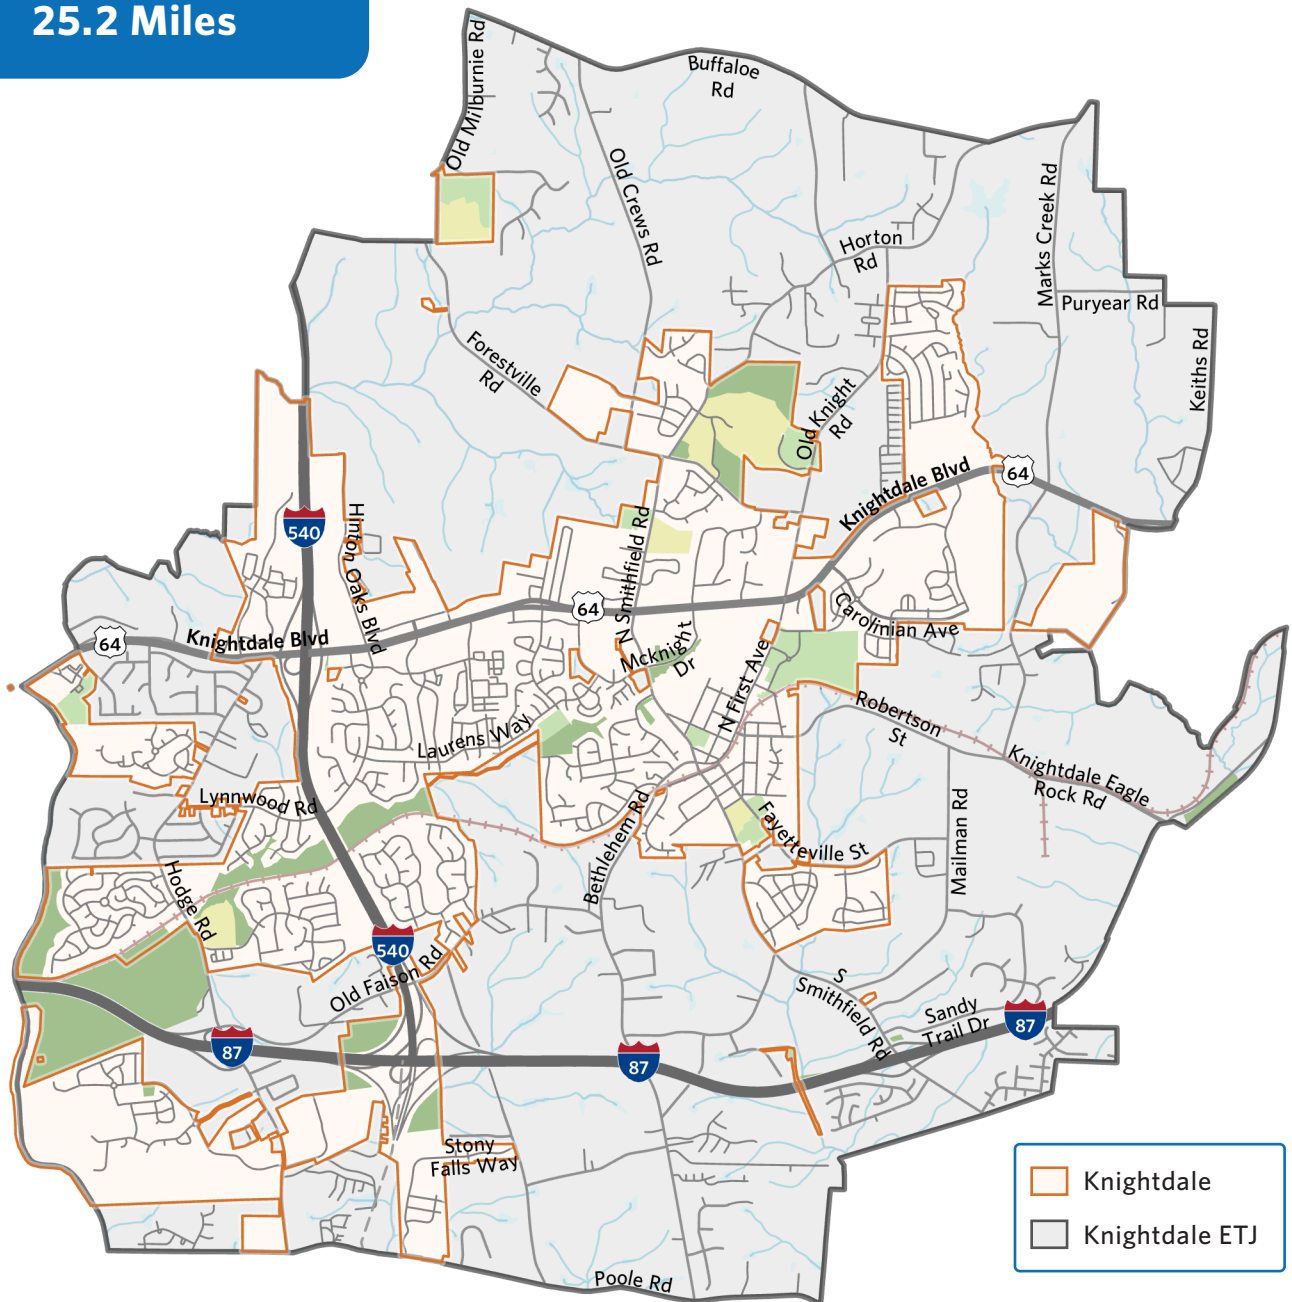 25.2 Miles
Old Milburnie Rd
Buffaloe
Rd
Old Crews Rd
Marks Creek Rd
Horton
Rd
Puryear Rd
Keiths Rd
Forestville
Rd
Old Knight
Rd
Knightdale Blvd
64
540
Hinton Oaks Blvd
N Smithfield Rd
64
Carolinian Ave
64
Knightdale Blvd
Mcknight
Dr
N First Ave
Laurens Way
Robertson
St
Knightdale Eagle
Rock Rd
Lynnwood Rd
Bethlehem Rd
Fayetteville St
Mailman Rd
Hodge Rd
540
Old Faison Rd
S
Smithfield Rd
Sandy
Trail Dr
87
87
87
Stony
Falls Way
Poole Rd
Knightdale
Knightdale ETJ